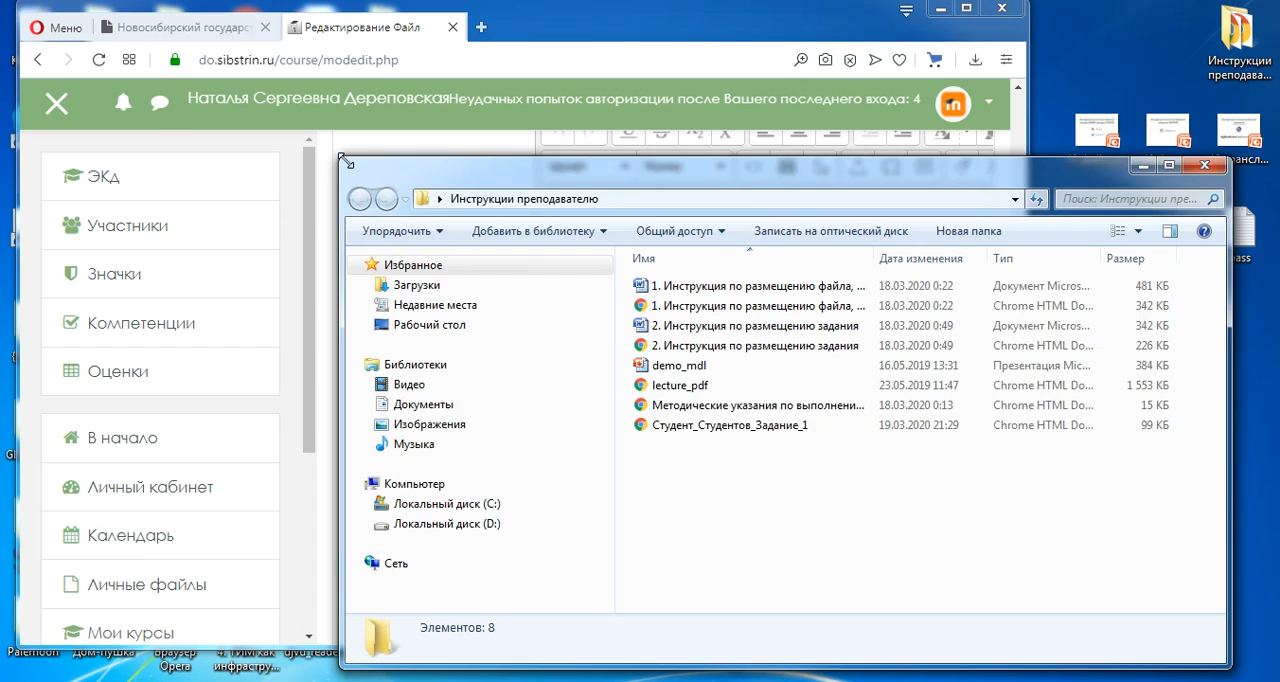 Меню
Новосибирский государст
Редактирование Файл
do.sibstrin.ru/course/modedit.php
Наталья Сергеевна Дереповская
Неудачных попыток авторизации после Вашего последнего входа: 4
ЭКд
Участники
Значки
Компетенции
Оценки
В начало
Личный кабинет
Календарь
Личные файлы
Мои курсы
Инструкции преподавателю
Поиск: Инструкции пре...
Упорядочить
Добавить в библиотеку
Общий доступ
Записать на оптический диск
Новая папка
Избранное
Загрузки
Недавние места
Рабочий стол
Библиотеки
Видео
Документы
Изображения
Музыка
Компьютер
Локальный диск (C:)
Локальный диск (D:)
Сеть
Имя Дата изменения Тип Размер
1. Инструкция по размещению файла, ... 18.03.2020 0:22 Документ Micros... 481 КБ
1. Инструкция по размещению файла, ... 18.03.2020 0:22 Chrome HTML Do... 342 КБ
2. Инструкция по размещению задания 18.03.2020 0:49 Документ Micros... 342 КБ
2. Инструкция по размещению задания 18.03.2020 0:49 Chrome HTML Do... 226 КБ
demo_mdl 16.05.2019 13:31 Презентация Mic... 384 КБ
lecture_pdf 23.05.2019 11:47 Chrome HTML Do... 1 553 КБ
Методические указания по выполнени... 18.03.2020 0:13 Chrome HTML Do... 15 КБ
Студент_Студентов_Задание_1 19.03.2020 21:29 Chrome HTML Do... 99 КБ
Элементов: 8
Инструкции
преподава...
Palemoon
Дом-пушка
Браузер
Opera
инфрастру...